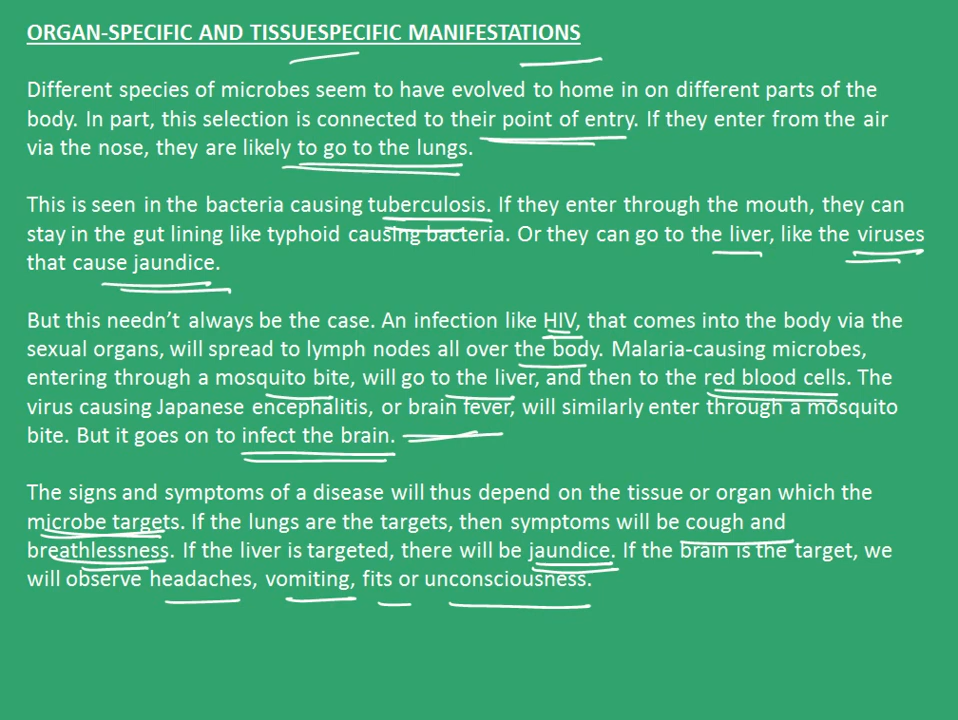 ORGAN-SPECIFIC AND TISSUESPECIFIC MANIFESTATIONS
Different species of microbes seem to have evolved to home in on different parts of the
body. In part, this selection is connected to their point of entry. If they enter from the air
via the nose, they are likely to go to the lungs.
This is seen in the bacteria causing tuberculosis. If they enter through the mouth, they can
stay in the gut lining like typhoid causing bacteria. Or they can go to the liver, like the viruses
that cause jaundice.
But this needn’t always be the case. An infection like HIV, that comes into the body via the
sexual organs, will spread to lymph nodes all over the body. Malaria-causing microbes,
entering through a mosquito bite, will go to the liver, and then to the red blood cells. The
virus causing Japanese encephalitis, or brain fever, will similarly enter through a mosquito
bite. But it goes on to infect the brain.
The signs and symptoms of a disease will thus depend on the tissue or organ which the
microbe targets. If the lungs are the targets, then symptoms will be cough and
breathlessness. If the liver is targeted, there will be jaundice. If the brain is the target, we
will observe headaches, vomiting, fits or unconsciousness.